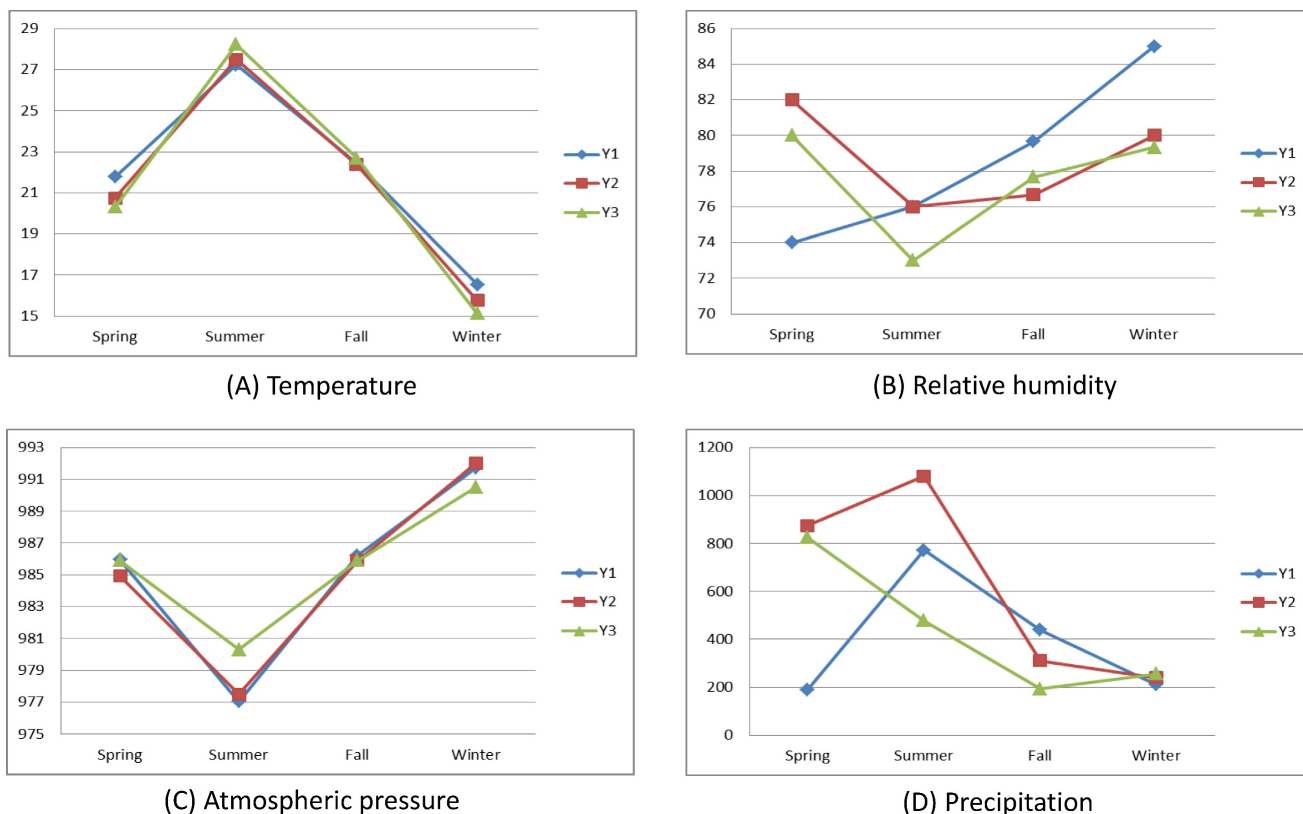 29
27
25
23
21
19
17
15
Spring Summer Fall Winter
Y1
Y2
Y3
(A) Temperature
86
84
82
80
78
76
74
72
70
Spring Summer Fall Winter
Y1
Y2
Y3
(B) Relative humidity
993
991
989
987
985
983
981
979
977
975
Spring Summer Fall Winter
Y1
Y2
Y3
(C) Atmospheric pressure
1200
1000
800
600
400
200
0
Spring Summer Fall Winter
Y1
Y2
Y3
(D) Precipitation